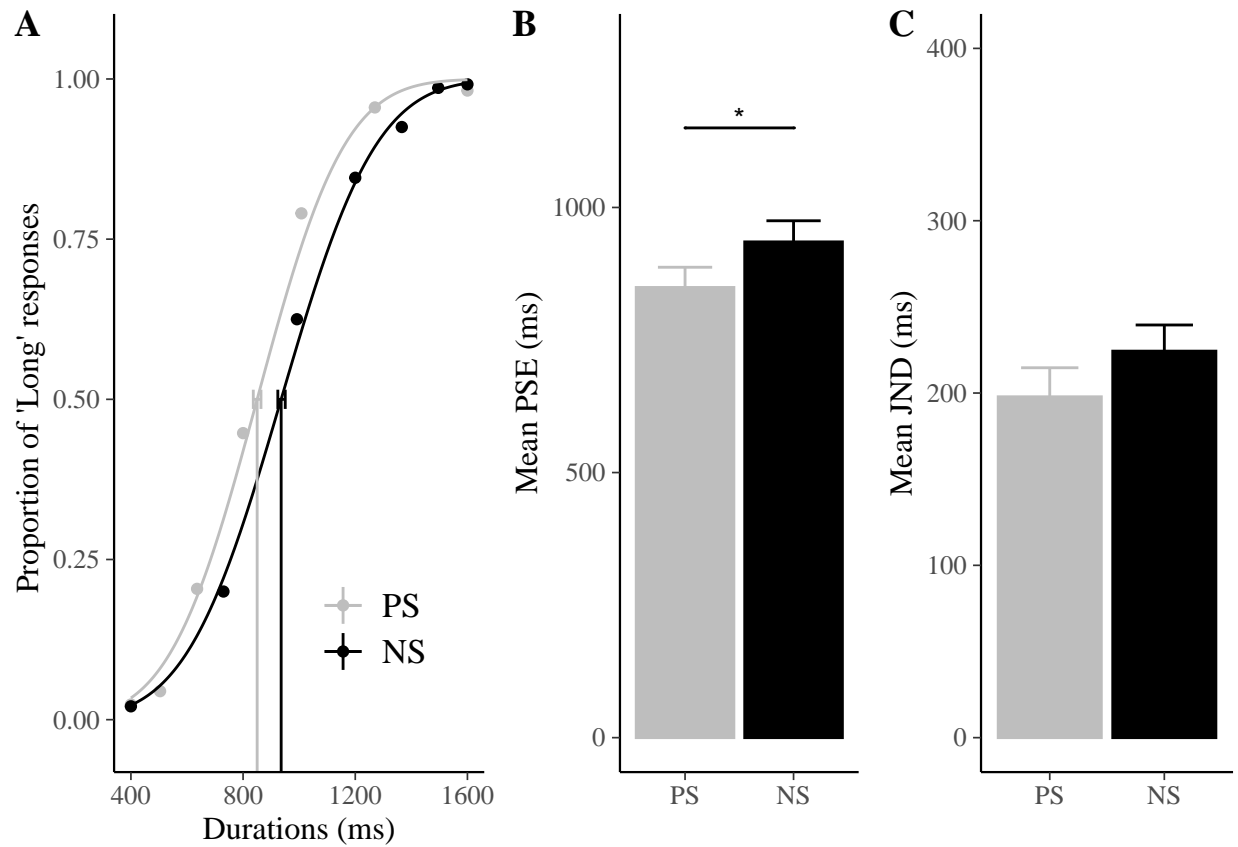 A
1.00
0.75
0.50
0.25
0.00
Proportion of 'Long' responses
PS
NS
400
800
1200
1600
Durations (ms)
B
*
1000
500
0
Mean PSE (ms)
PS
NS
C
400
300
200
100
0
Mean JND (ms)
PS
NS